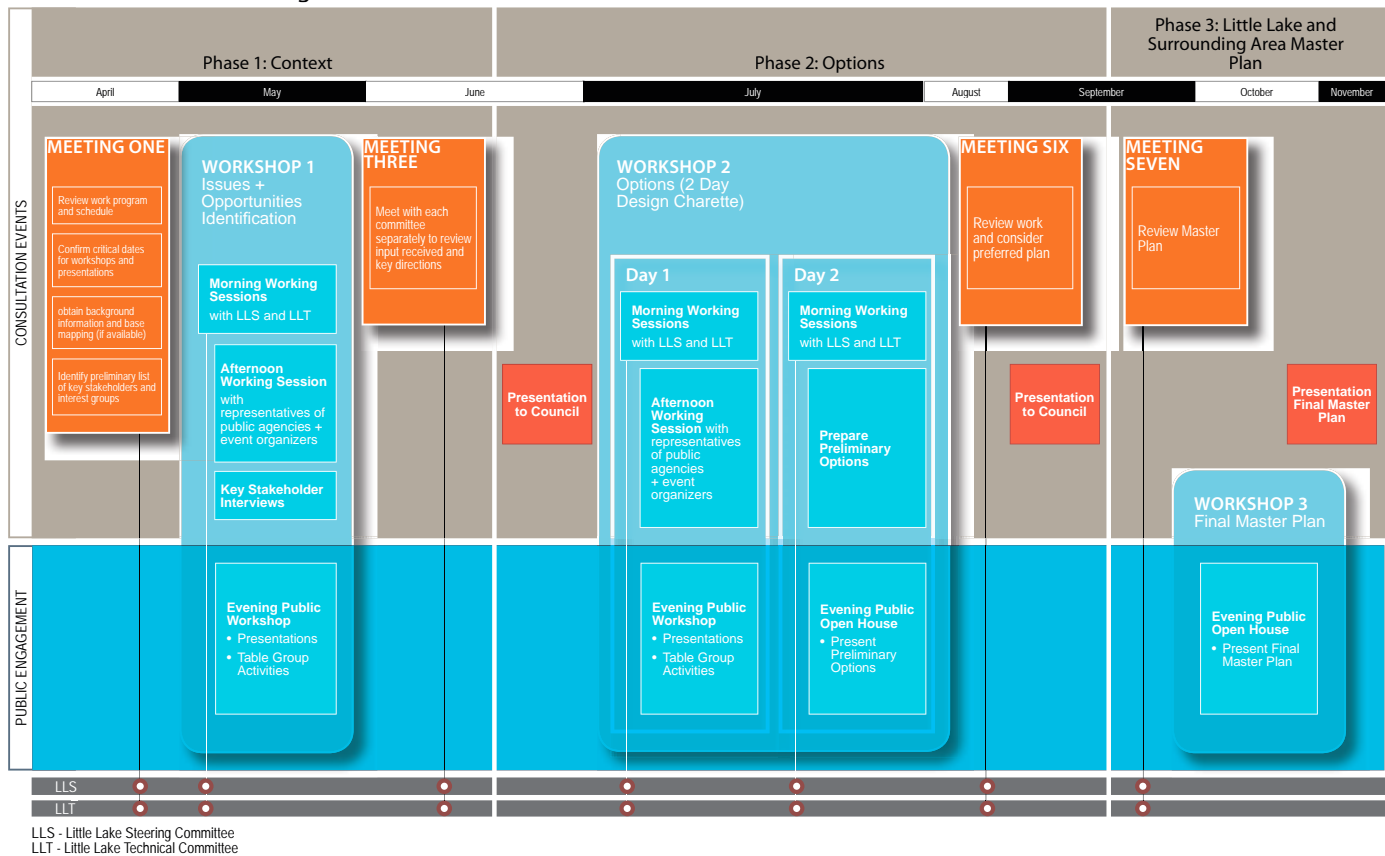 Phase 1: Context
Phase 2: Options
Phase 3: Little Lake and
Surrounding Area Master
Plan
April
May
June
July
August
September
October
November
CONSULTATION EVENTS
MEETING ONE
Review work program
and schedule
Confirm critical dates
for workshops and
presentations
obtain background
information and base
mapping (if available)
Identify preliminary list
of key stakeholders and
interest groups
WORKSHOP 1
Issues +
Opportunities
Identification
Morning Working
Sessions
with LLS and LLT
Afternoon
Working Session
with
representatives of
public agencies +
event organizers
Key Stakeholder
Interviews
MEETING
THREE
Meet with each
committee
separately to review
input received and
key directions
Presentation
to Council
WORKSHOP 2
Options (2 Day
Design Charette)
Day 1
Morning Working
Sessions
with LLS and LLT
Afternoon
Working
Session with
representatives
of public
agencies
+ event
organizers
Day 2
Morning Working
Sessions
with LLS and LLT
Prepare
Preliminary
Options
MEETING SIX
Review work
and consider
preferred plan
Presentation
to Council
MEETING
SEVEN
Review Master
Plan
Presentation
Final Master
Plan
WORKSHOP 3
Final Master Plan
PUBLIC ENGAGEMENT
Evening Public
Workshop
• Presentations
• Table Group
Activities
Evening Public
Workshop
• Presentations
• Table Group
Activities
Evening Public
Open House
• Present
Preliminary
Options
Evening Public
Open House
• Present Final
Master Plan
LLS
LLT
LLS - Little Lake Steering Committee
LLT - Little Lake Technical Committee